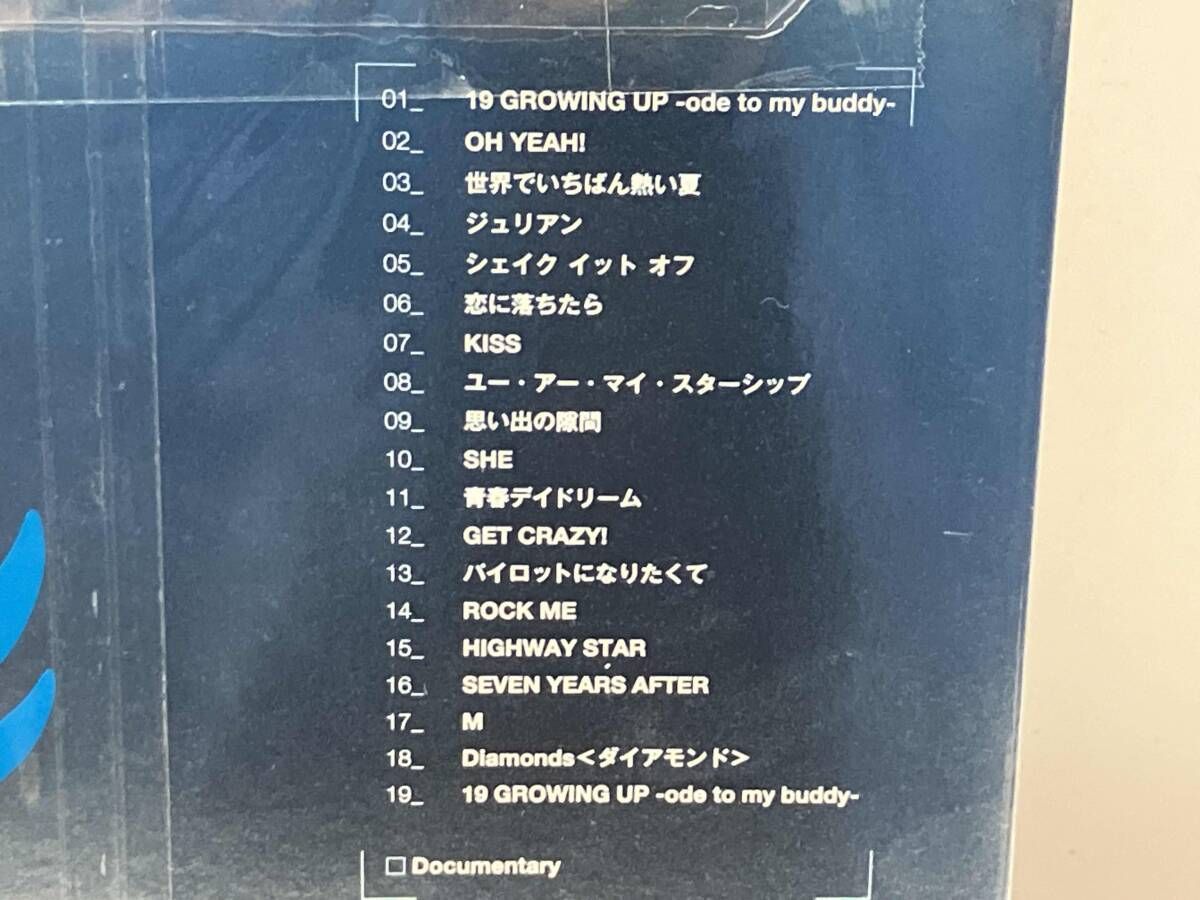 01_ 19 GROWING UP -ode to my buddy-
02_ OH YEAH!
03_ 世界でいちばん熱い夏
04_ ジュリアン
05_ シェイク イット オフ
06_ 恋に落ちたら
07_ KISS
08_ ユー・アー・マイ・スターシップ
09_ 思い出の隙間
10_ SHE
11_ 青春デイドリーム
12_ GET CRAZY!
13_ パイロットになりたくて
14_ ROCK ME
15_ HIGHWAY STAR
16_ SEVEN YEARS AFTER
17_ M
18_ Diamonds<ダイアモンド>
19_ 19 GROWING UP -ode to my buddy-
□ Documentary